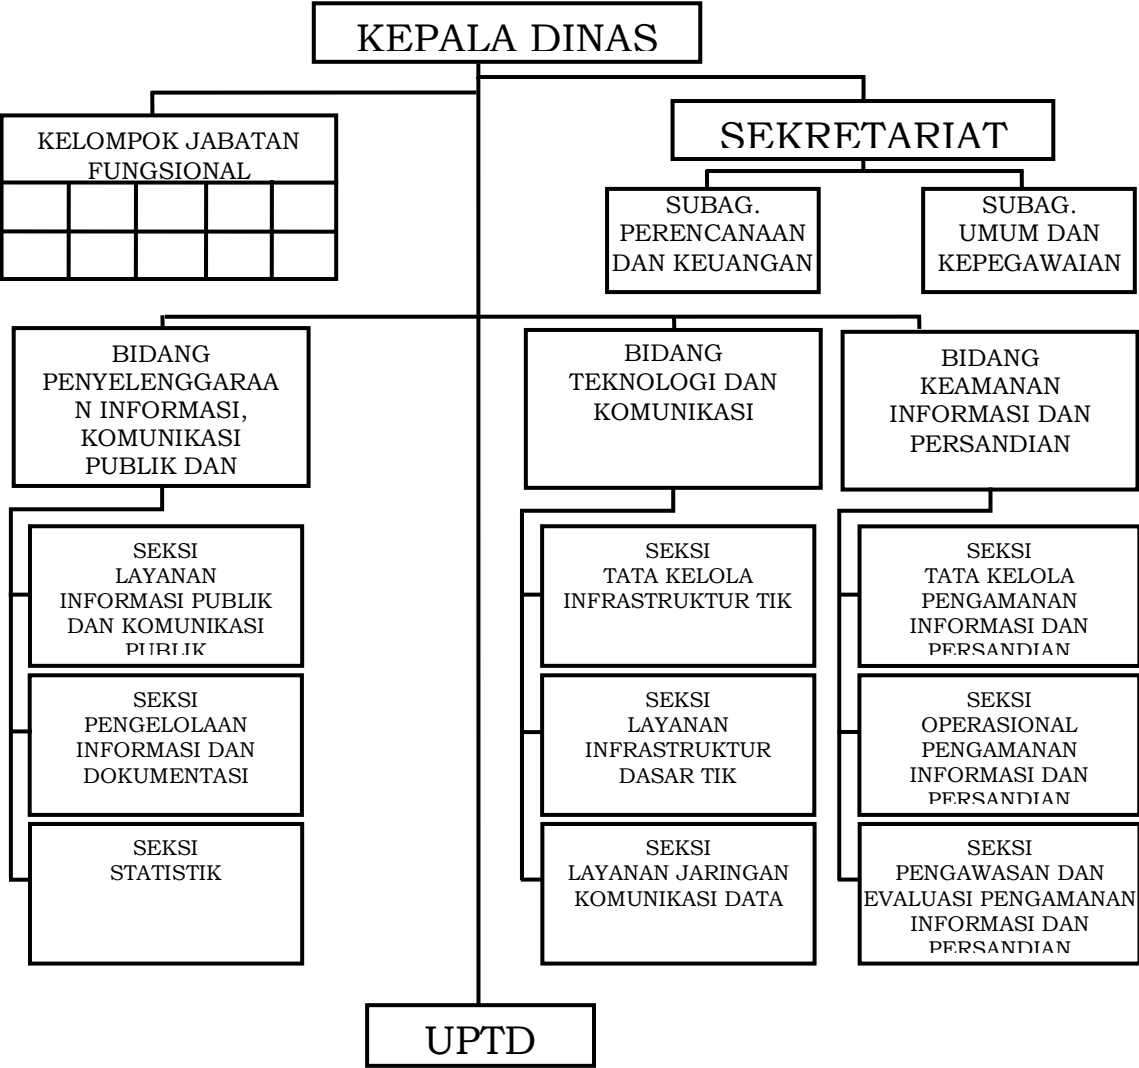 KEPALA DINAS
KELOMPOK JABATAN
FUNGSIONAL
SEKRETARIAT
SUBAG.
PERENCANAAN
DAN KEUANGAN
SUBAG.
UMUM DAN
KEPEGAWAIAN
BIDANG
PENYELENGGARAA
N INFORMASI,
KOMUNIKASI
PUBLIK DAN
BIDANG
TEKNOLOGI DAN
KOMUNIKASI
BIDANG
KEAMANAN
INFORMASI DAN
PERSANDIAN
SEKSI
LAYANAN
INFORMASI PUBLIK
DAN KOMUNIKASI
PUBLIK
SEKSI
PENGELOLAAN
INFORMASI DAN
DOKUMENTASI
SEKSI
STATISTIK
SEKSI
TATA KELOLA
INFRASTRUKTUR TIK
SEKSI
LAYANAN
INFRASTRUKTUR
DASAR TIK
SEKSI
LAYANAN JARINGAN
KOMUNIKASI DATA
SEKSI
TATA KELOLA
PENGAMANAN
INFORMASI DAN
PERSANDIAN
SEKSI
OPERASIONAL
PENGAMANAN
INFORMASI DAN
PERSANDIAN
SEKSI
PENGAWASAN DAN
EVALUASI PENGAMANAN
INFORMASI DAN
PERSANDIAN
UPTD